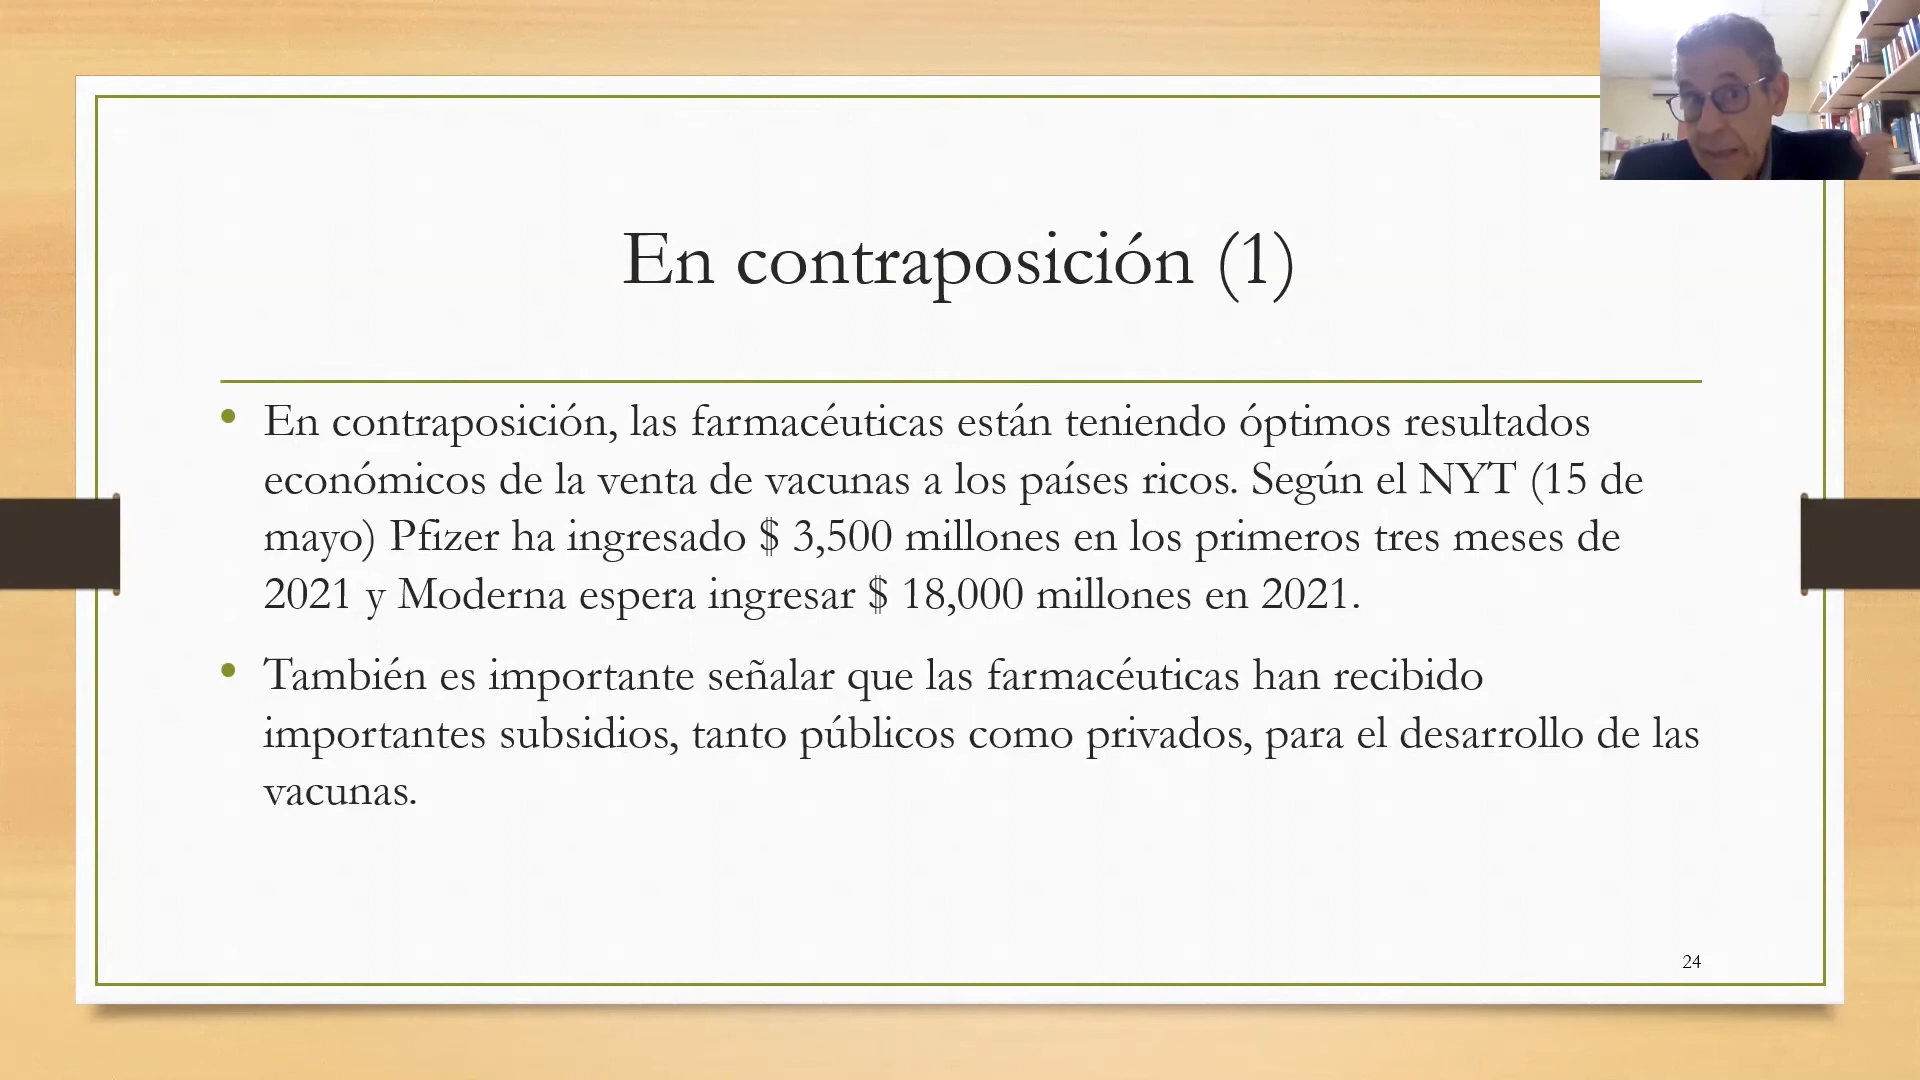 En contraposición (1)
• En contraposición, las farmacéuticas están teniendo óptimos resultados
económicos de la venta de vacunas a los países ricos. Según el NYT (15 de
mayo) Pfizer ha ingresado $ 3,500 millones en los primeros tres meses de
2021 y Moderna espera ingresar $ 18,000 millones en 2021.
• También es importante señalar que las farmacéuticas han recibido
importantes subsidios, tanto públicos como privados, para el desarrollo de las
vacunas.
24